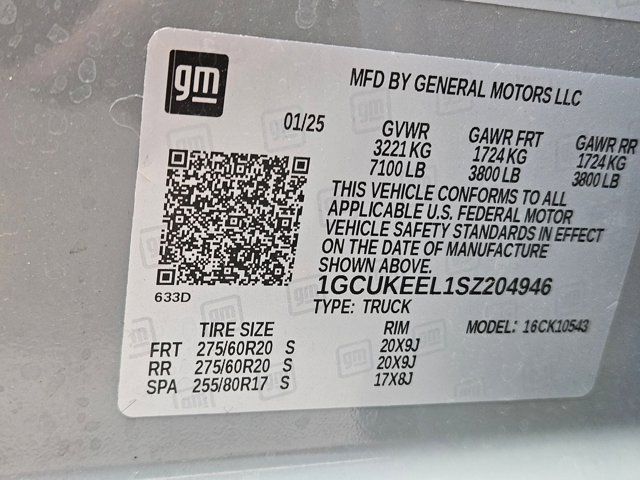 gm
MFD BY GENERAL MOTORS LLC
01/25
GVWR GAWR FRT GAWR RR
3221 KG 1724 KG 1724 KG
7100 LB 3800 LB 3800 LB
THIS VEHICLE CONFORMS TO ALL
APPLICABLE U.S. FEDERAL MOTOR
VEHICLE SAFETY STANDARDS IN EFFECT
ON THE DATE OF MANUFACTURE
SHOWN ABOVE.
633D
1GCUKEEL1SZ204946
TYPE: TRUCK
TIRE SIZE RIM MODEL: 16CK10543
FRT 275/60R20 S 20X9J
RR 275/60R20 S 20X9J
SPA 255/80R17 S 17X8J